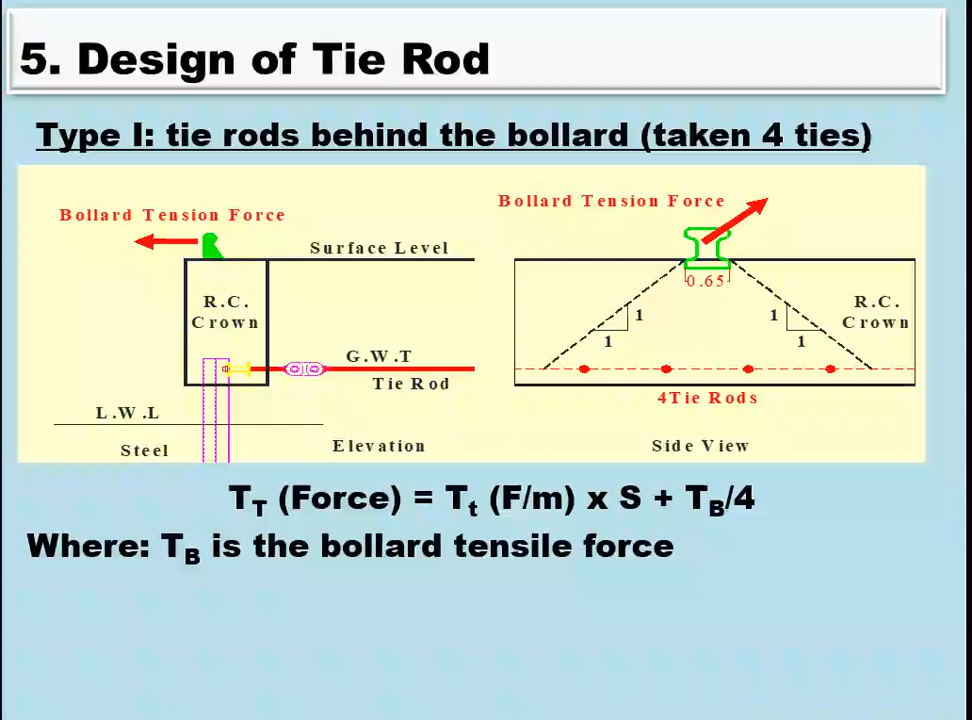 5. Design of Tie Rod
Type I: tie rods behind the bollard (taken 4 ties)
Bollard Tension Force
Surface Level
R.C.
Crown
G.W.T
Tie Rod
L.W.L
Steel
Elevation
Bollard Tension Force
0.65
1
1
1
1
R.C.
Crown
4Tie Rods
Side View
T_T (Force) = T_t (F/m) x S + T_B/4
Where: T_B is the bollard tensile force